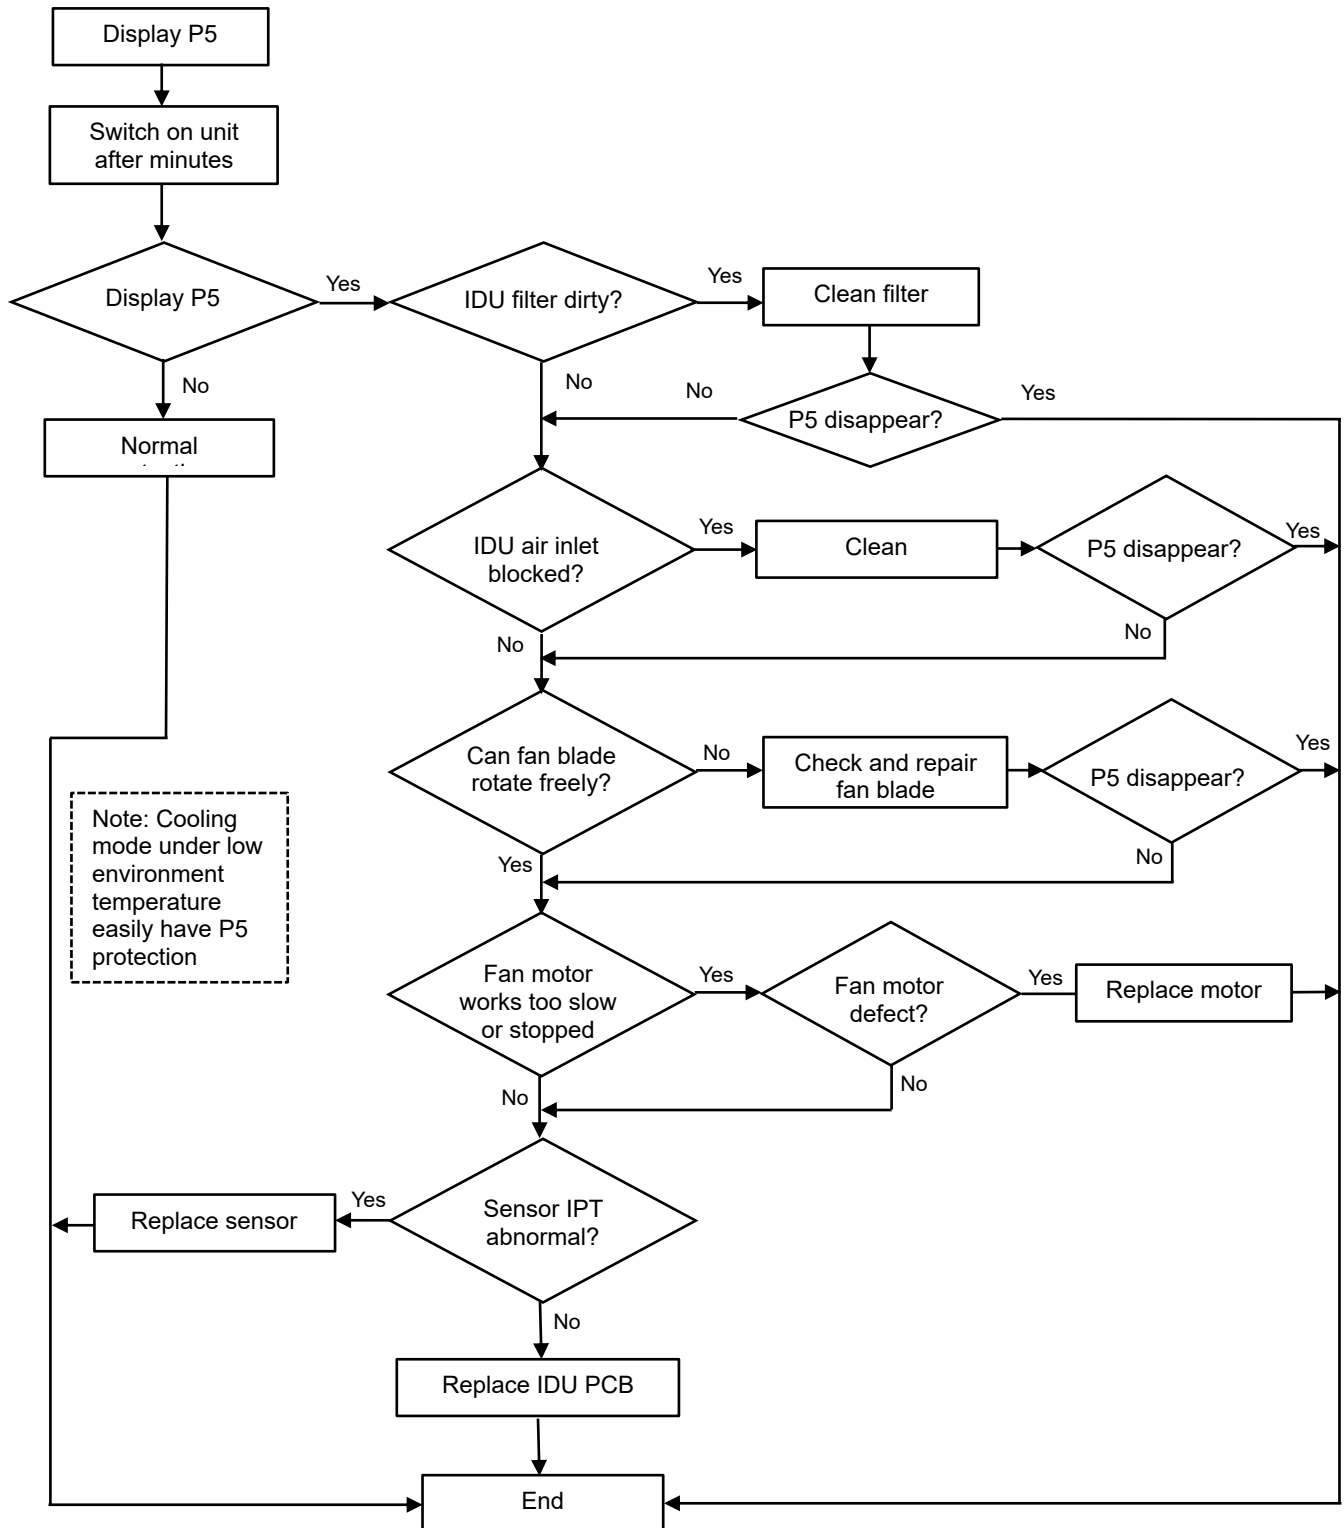 Display P5
Switch on unit
after minutes
Display P5
Yes
IDU filter dirty?
Yes
Clean filter
No
No
No
Yes
P5 disappear?
Normal
IDU air inlet
blocked?
Yes
Clean
P5 disappear?
Yes
No
No
Can fan blade
rotate freely?
No
Check and repair
fan blade
P5 disappear?
Yes
Note: Cooling
mode under low
environment
temperature
easily have P5
protection
Yes
No
Fan motor
works too slow
or stopped
Yes
Fan motor
defect?
Yes
Replace motor
No
No
Replace sensor
Yes
Sensor IPT
abnormal?
No
Replace IDU PCB
End